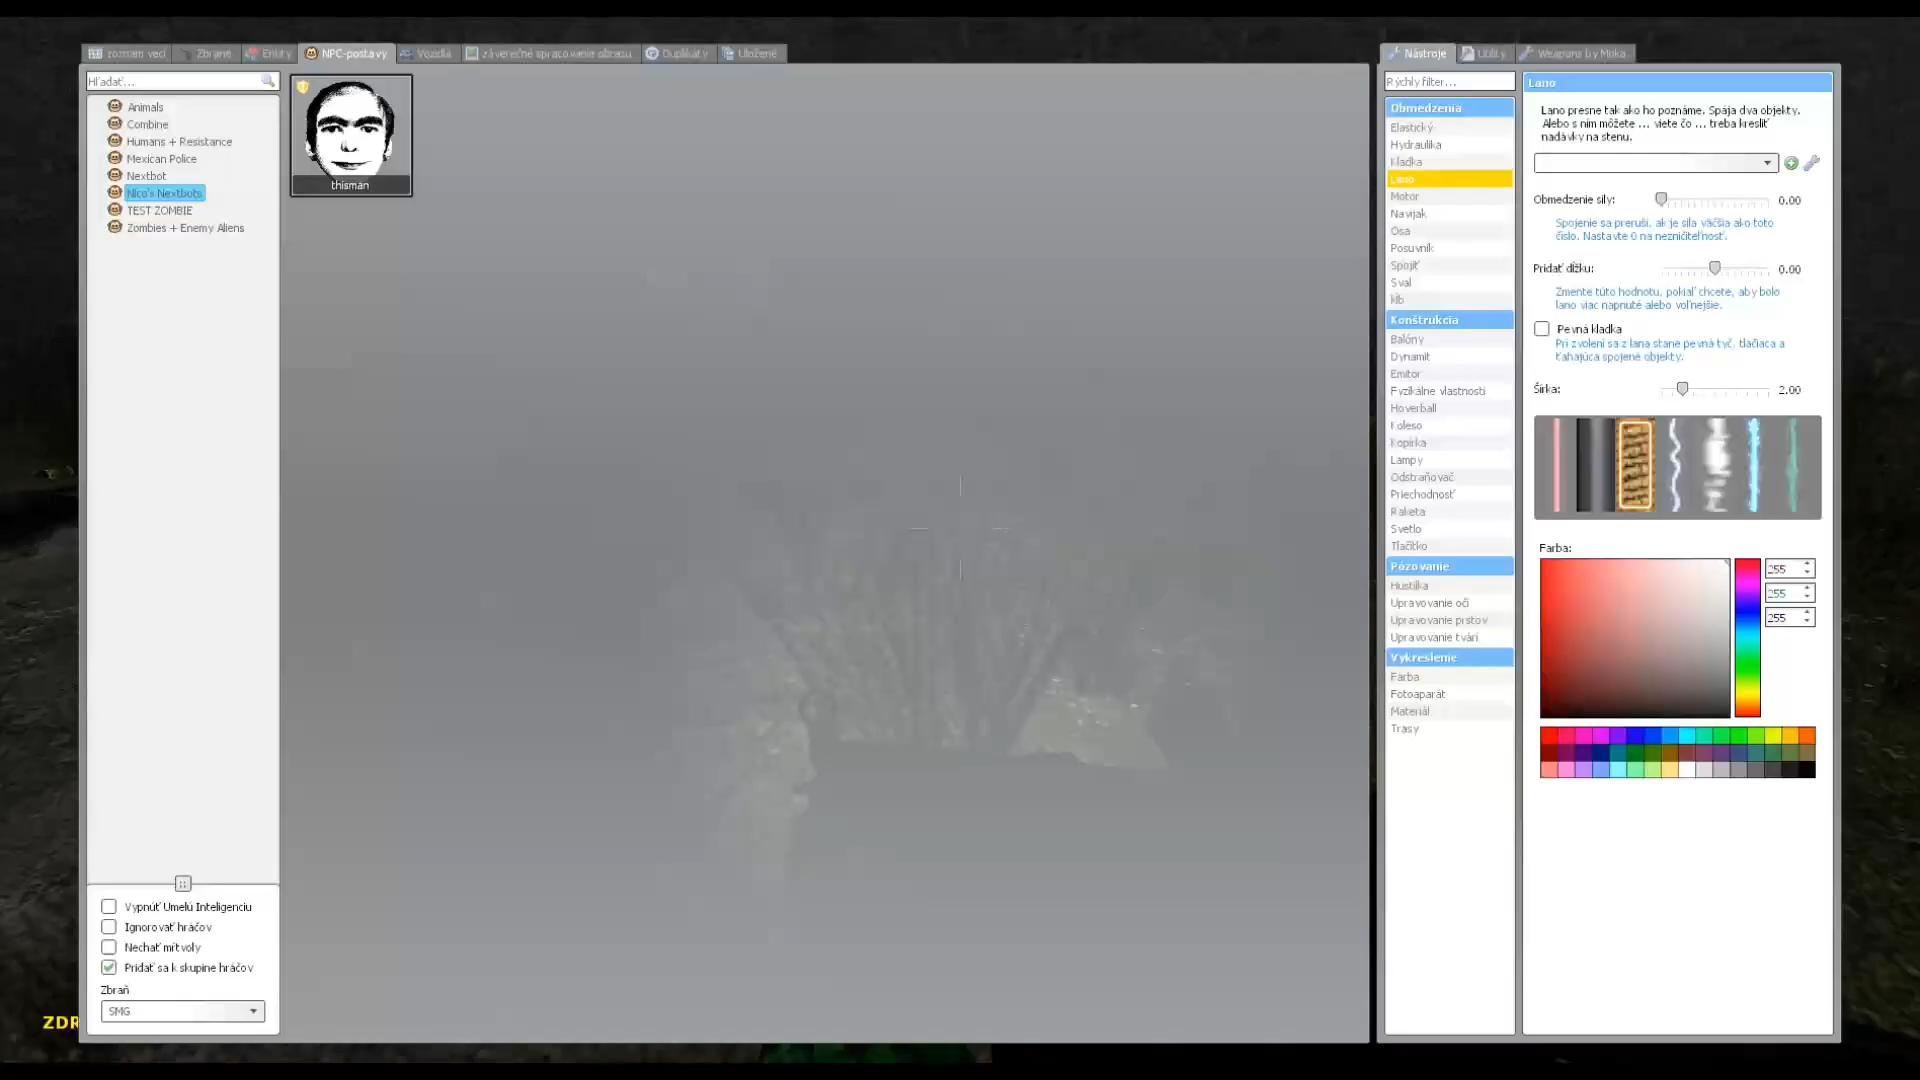 zoznam vecí
Zbrane
Entity
NPC-postavy
Vozidlá
záverečné spracovanie obrazu
Duplikáty
Uložené
Hľadať...
Animals
Combine
Humans + Resistance
Mexican Police
Nextbot
Nico's Nextbots
TEST ZOMBIE
Zombies + Enemy Aliens
thisman
Vypnúť Umelú Inteligenciu
Ignorovať hráčov
Nechať mŕtvoly
Pridať sa k skupine hráčov
Zbraň
SMG
ZDR
Nástroje
Utility
Weapons by Mika
Rýchly filter...
Obmedzenia
Elastický
Hydraulika
Kladka
Lano
Motor
Navijak
Osa
Posuvník
Spojiť
Sval
kĺb
Konštrukcia
Balóny
Dynamit
Emitor
Fyzikálne vlastnosti
Hoverball
Koleso
Kopírka
Lampy
Odstraňovač
Priechodnosť
Raketa
Svetlo
Tlačítko
Pózovanie
Hustilka
Upravovanie očí
Upravovanie prstov
Upravovanie tvári
Vykreslenie
Farba
Fotoaparát
Materiál
Trasy
Lano
Lano presne tak ako ho poznáme. Spája dva objekty.
Alebo s ním môžete ... viete čo ... treba kresliť
nadávky na stenu.
Obmedzenie sily:
0.00
Spojenie sa preruší, ak je sila väčšia ako toto
číslo. Nastavte 0 na nezničiteľnosť.
Pridať dĺžku:
0.00
Zmente túto hodnotu, pokiaľ chcete, aby bolo
lano viac napnuté alebo voľnejšie.
Pevná kladka
Pri zvolení sa z lana stane pevná tyč, tlačiaca a
ťahajúca spojené objekty.
Šírka:
2.00
Farba:
255
255
255